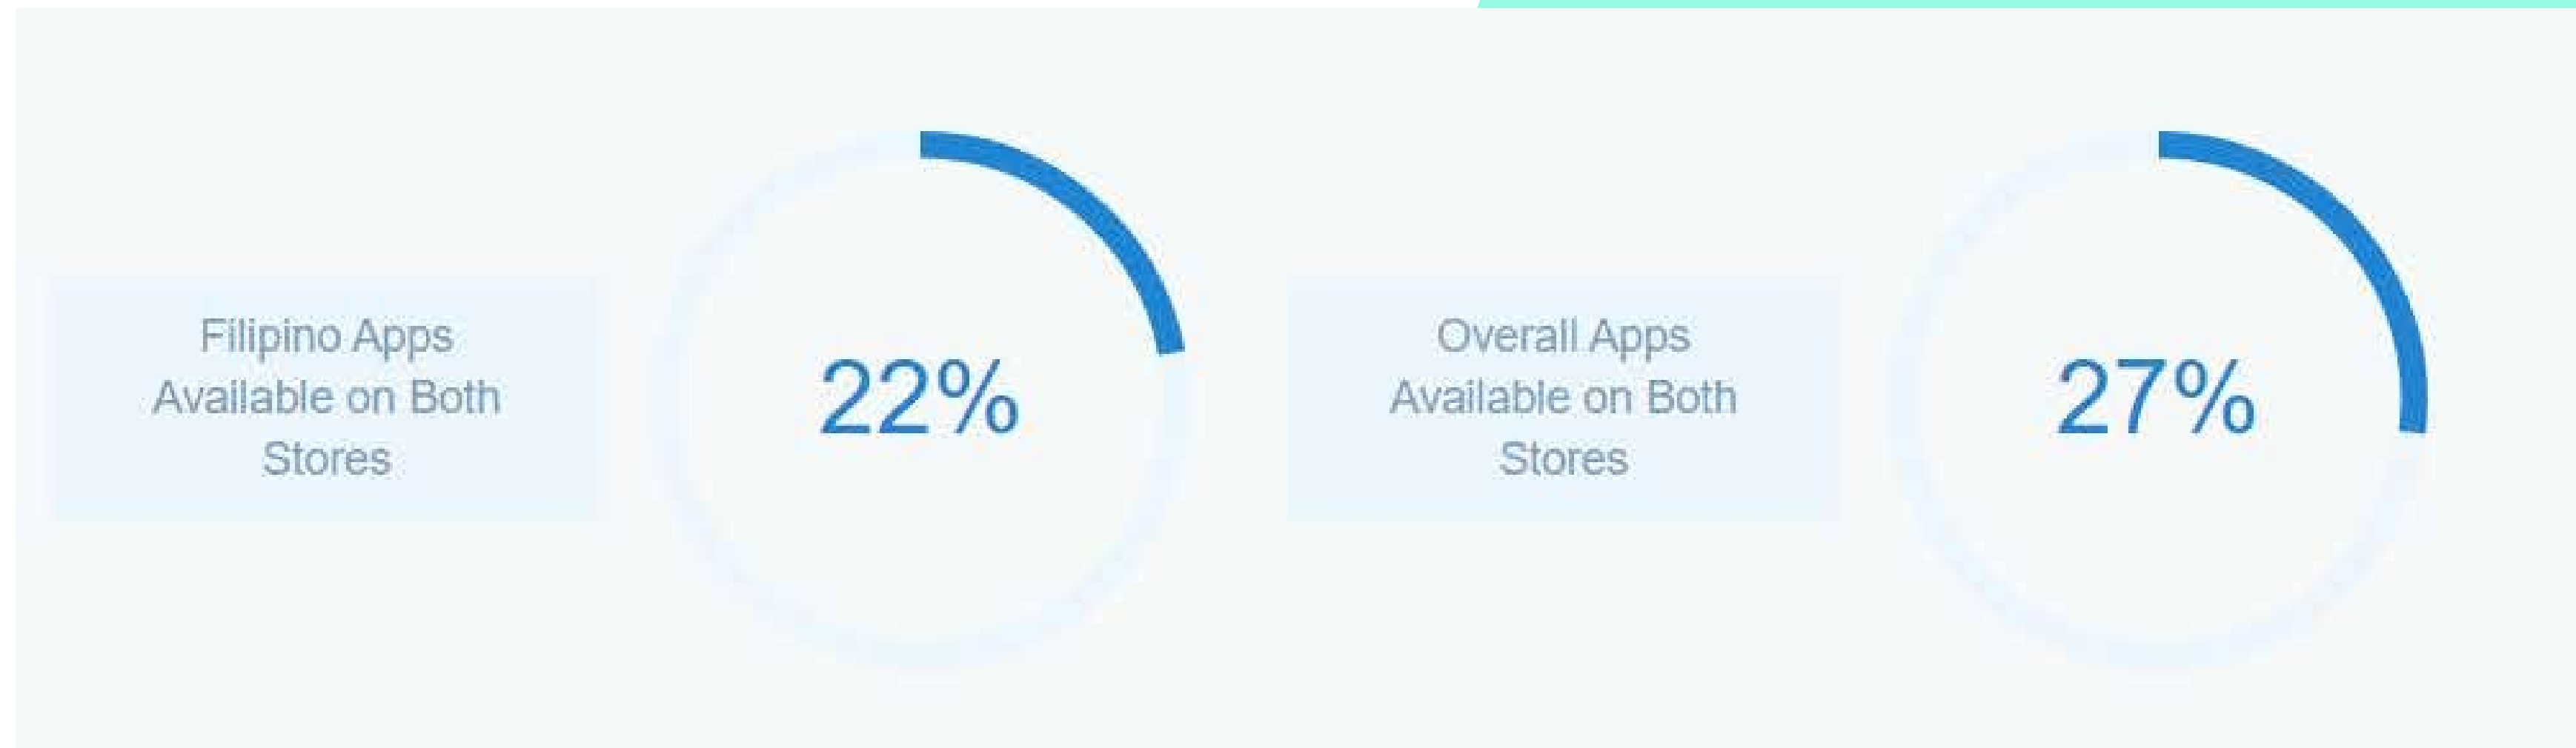 Filipino Apps
Available on Both
Stores
22%
Overall Apps
Available on Both
Stores
27%